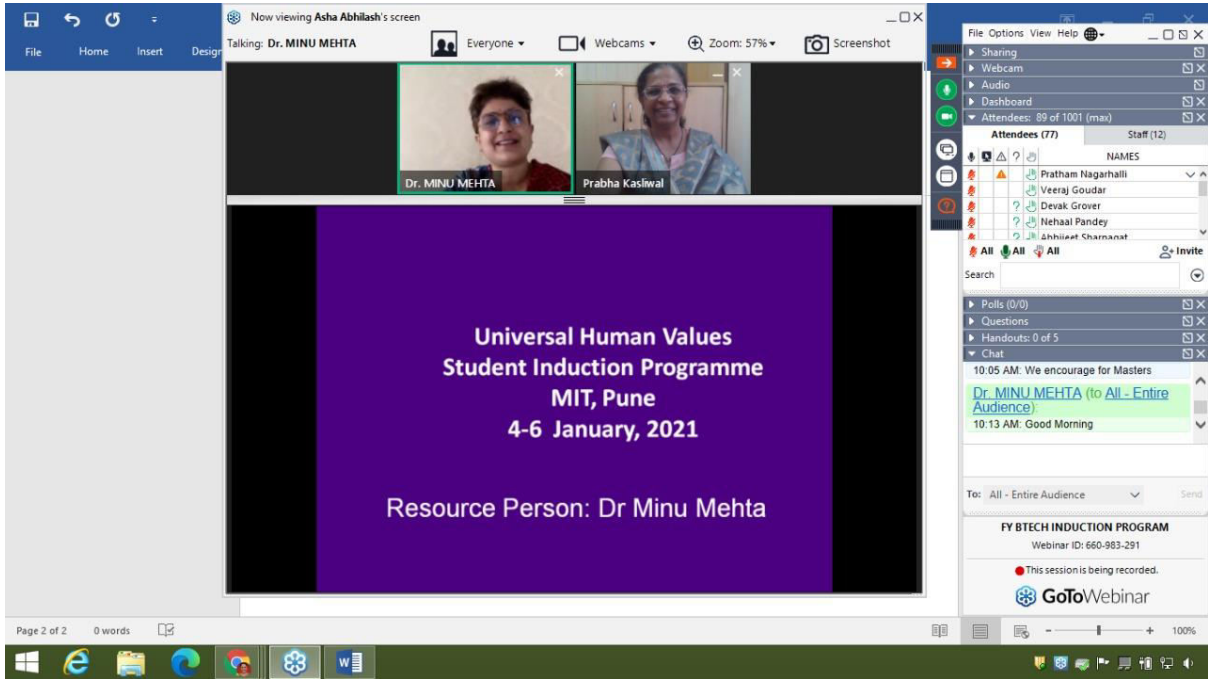 File Home Insert Design
Now viewing Asha Abhilash's screen
Talking: Dr. MINU MEHTA
Everyone
Webcams
Zoom: 57%
Screenshot
Dr. MINU MEHTA
Prabha Kasliwal
Universal Human Values
Student Induction Programme
MIT, Pune
4-6 January, 2021
Resource Person: Dr Minu Mehta
File Options View Help
Sharing
Webcam
Audio
Dashboard
Attendees: 89 of 1001 (max)
Attendees (77) Staff (12)
NAMES
Pratham Nagarhalli
Veeraj Goudar
? Devak Grover
? Nehaal Pandey
? Abhijeet Sharnagat
All All All Invite
Search
Polls (0/0)
Questions
Handouts: 0 of 5
Chat
10:05 AM: We encourage for Masters
Dr. MINU MEHTA (to All - Entire
Audience):
10:13 AM: Good Morning
To: All - Entire Audience Send
FY BTECH INDUCTION PROGRAM
Webinar ID: 660-983-291
This session is being recorded.
GoToWebinar
Page 2 of 2 0 words
100%